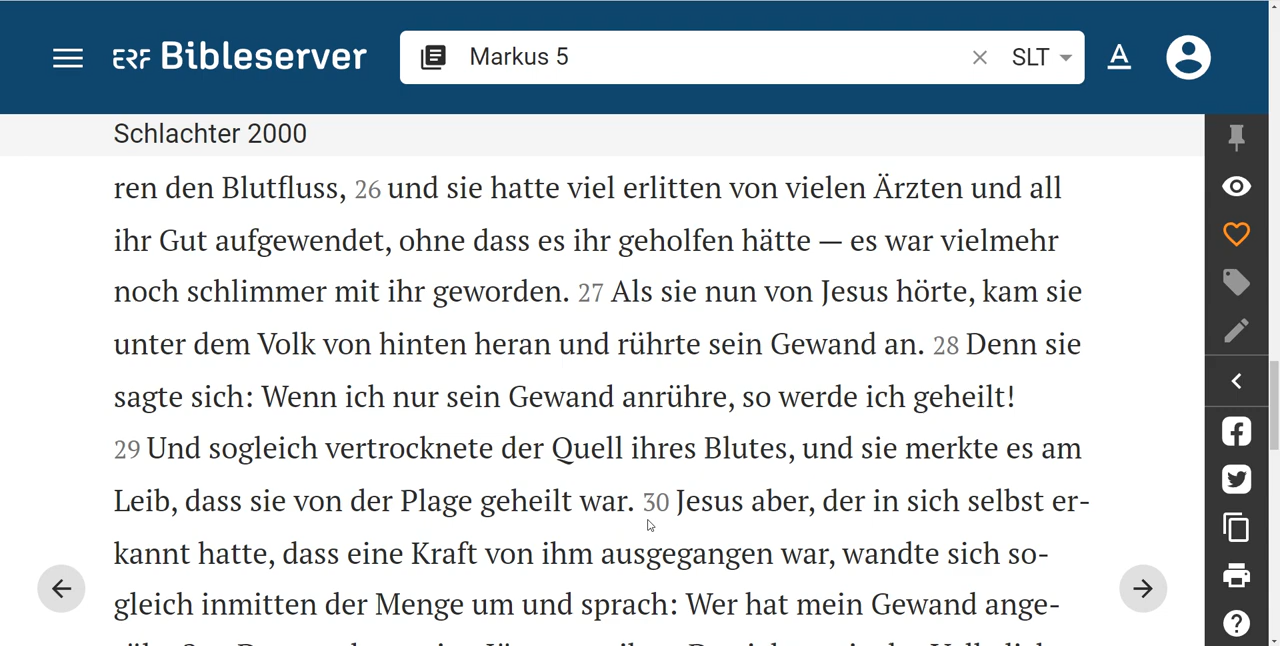 ERF Bibleserver
Markus 5
SLT
Schlachter 2000
ren den Blutfluss, 26 und sie hatte viel erlitten von vielen Ärzten und all
ihr Gut aufgewendet, ohne dass es ihr geholfen hätte — es war vielmehr
noch schlimmer mit ihr geworden. 27 Als sie nun von Jesus hörte, kam sie
unter dem Volk von hinten heran und rührte sein Gewand an. 28 Denn sie
sagte sich: Wenn ich nur sein Gewand anrühre, so werde ich geheilt!
29 Und sogleich vertrocknete der Quell ihres Blutes, und sie merkte es am
Leib, dass sie von der Plage geheilt war. 30 Jesus aber, der in sich selbst er-
kannt hatte, dass eine Kraft von ihm ausgegangen war, wandte sich so-
gleich inmitten der Menge um und sprach: Wer hat mein Gewand ange-